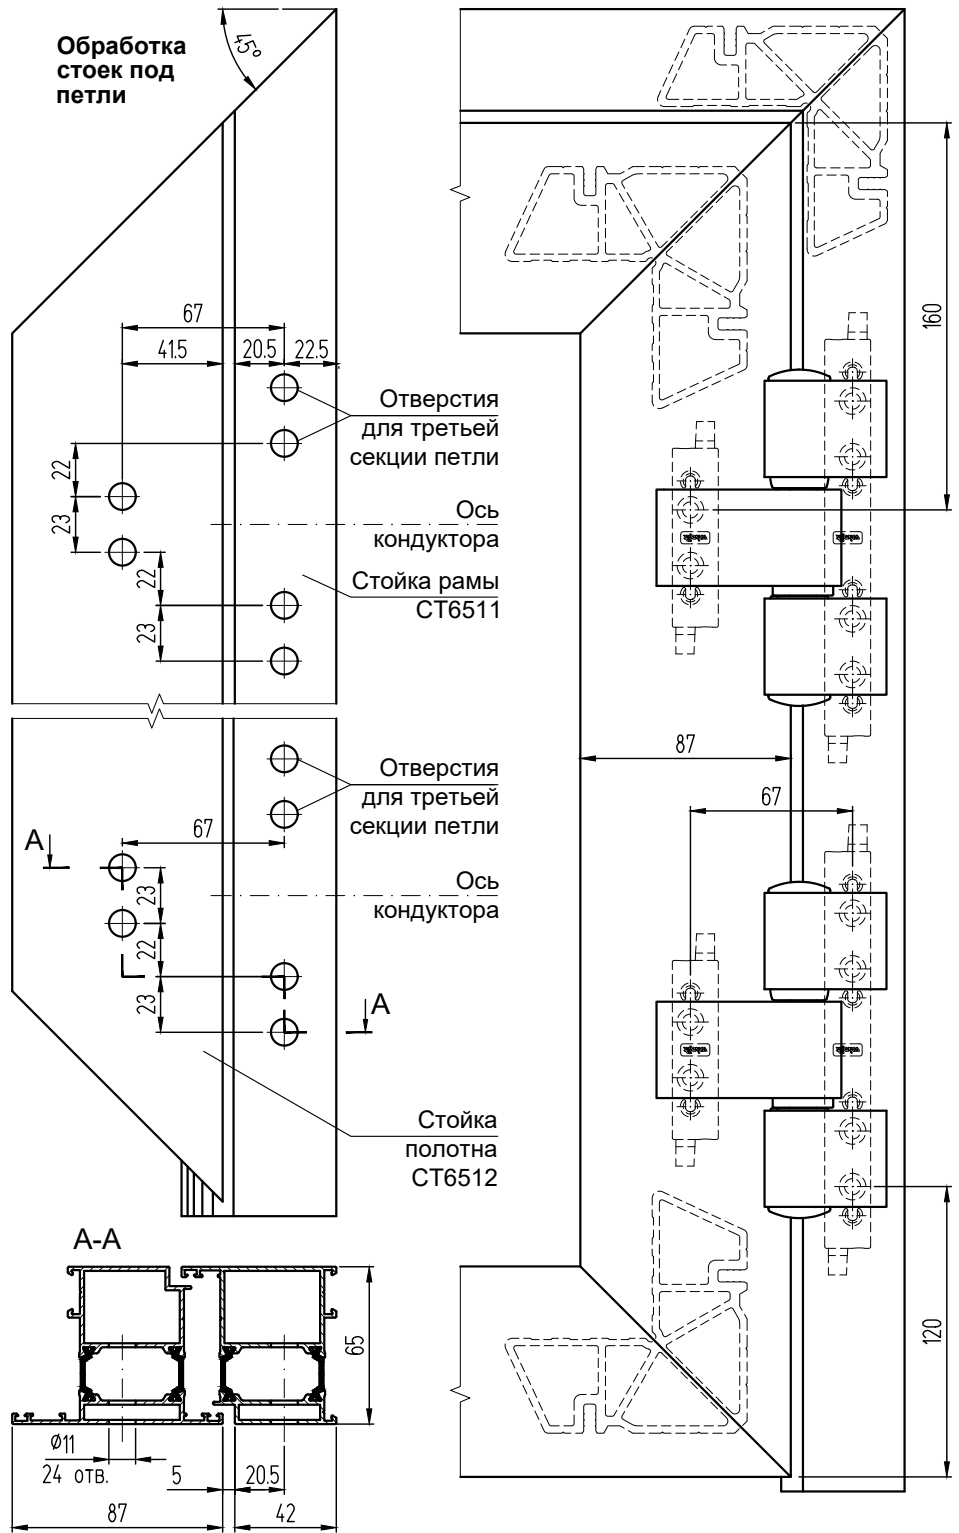 Обработка
стоек под
петли
45°
67
41.5
20.5
22.5
22
23
22
23
Отверстия
для третьей
секции петли
Ось
кондуктора
Стойка рамы
СТ6511
160
87
67
Отверстия
для третьей
секции петли
67
А
23
22
23
Ось
кондуктора
А
Стойка
полотна
СТ6512
120
А-А
65
Ø11
24 отв.
5
20.5
87
42